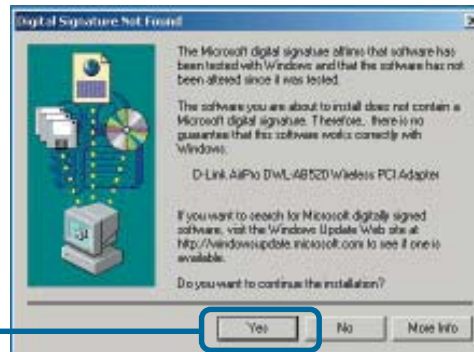 Digital Signature Not Found
The Microsoft digital signature affirms that software has
been tested with Windows and that the software has not
been altered since it was tested.
The software you are about to install does not contain a
Microsoft digital signature. Therefore, there is no
guarantee that this software works correctly with
Windows.
D-Link AirPro DWL-AB520 Wireless PCI Adapter
If you want to search for Microsoft digitally signed
software, visit the Windows Update Web site at
http://windowsupdate.microsoft.com to see if one is
available.
Do you want to continue the installation?
Yes
No
More Info